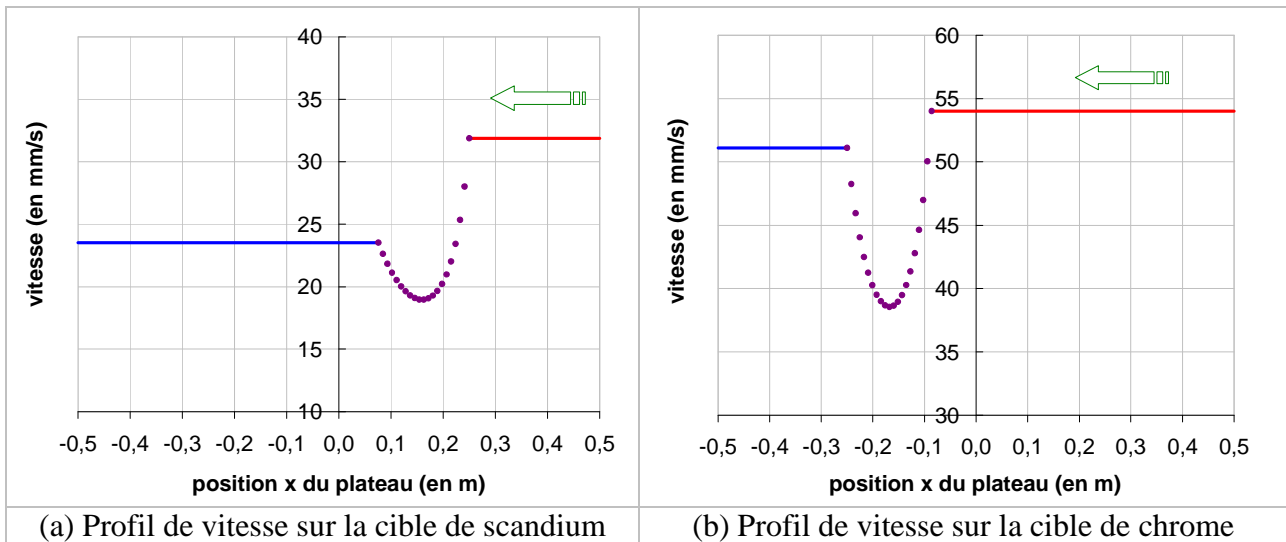 40
35
30
25
20
15
10
vitesse (en mm/s)
-0,5 -0,4 -0,3 -0,2 -0,1 0,0 0,1 0,2 0,3 0,4 0,5
position x du plateau (en m)
(a) Profil de vitesse sur la cible de scandium
60
55
50
45
40
35
30
vitesse (en mm/s)
-0,5 -0,4 -0,3 -0,2 -0,1 0,0 0,1 0,2 0,3 0,4 0,5
position x du plateau (en m)
(b) Profil de vitesse sur la cible de chrome